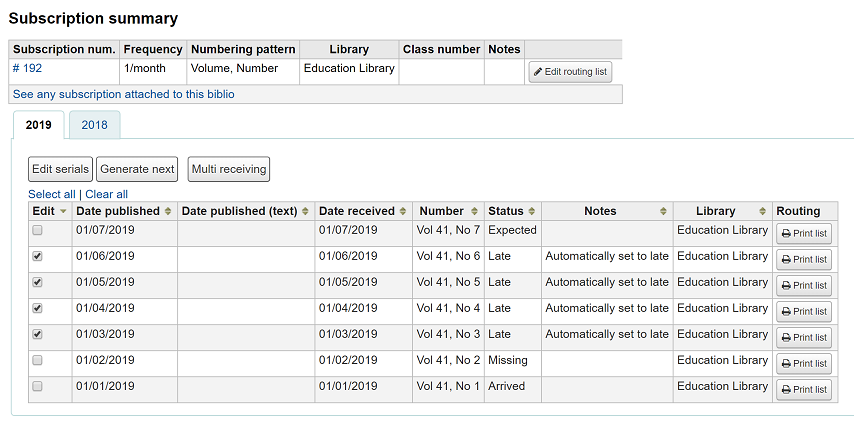 Subscription summary
Subscription num. Frequency Numbering pattern Library Class number Notes
# 192 1/month Volume, Number Education Library Edit routing list
See any subscription attached to this biblio
2019 2018
Edit serials Generate next Multi receiving
Select all | Clear all
Edit Date published Date published (text) Date received Number Status Notes Library Routing
01/07/2019 01/07/2019 Vol 41, No 7 Expected Education Library Print list
01/06/2019 01/06/2019 Vol 41, No 6 Late Automatically set to late Education Library Print list
01/05/2019 01/05/2019 Vol 41, No 5 Late Automatically set to late Education Library Print list
01/04/2019 01/04/2019 Vol 41, No 4 Late Automatically set to late Education Library Print list
01/03/2019 01/03/2019 Vol 41, No 3 Late Automatically set to late Education Library Print list
01/02/2019 01/02/2019 Vol 41, No 2 Missing Education Library Print list
01/01/2019 01/01/2019 Vol 41, No 1 Arrived Education Library Print list